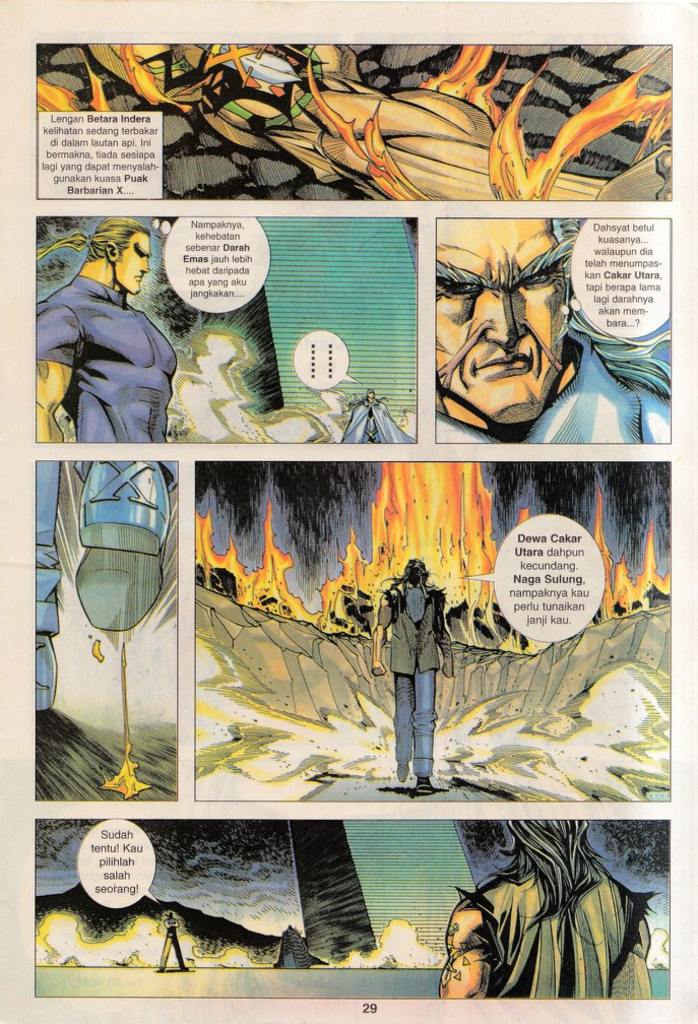 Lengan Betara Indera
kelihatan sedang terbakar
di dalam lautan api. Ini
bermakna, tiada sesiapa
lagi yang dapat menyalah-
gunakan kuasa Puak
Barbarian X....
Nampaknya,
kehebatan
sebenar Darah
Emas jauh lebih
hebat daripada
apa yang aku
jangkakan....
!!
Dahsyat betul
kuasanya...
walaupun dia
telah menumpas-
kan Cakar Utara,
tapi berapa lama
lagi darahnya
akan mem-
bara...?
X
Dewa Cakar
Utara dahpun
kecundang.
Naga Sulung,
nampaknya kau
perlu tunaikan
janji kau.
Sudah
tentu! Kau
pilihlah
salah
seorang!
29